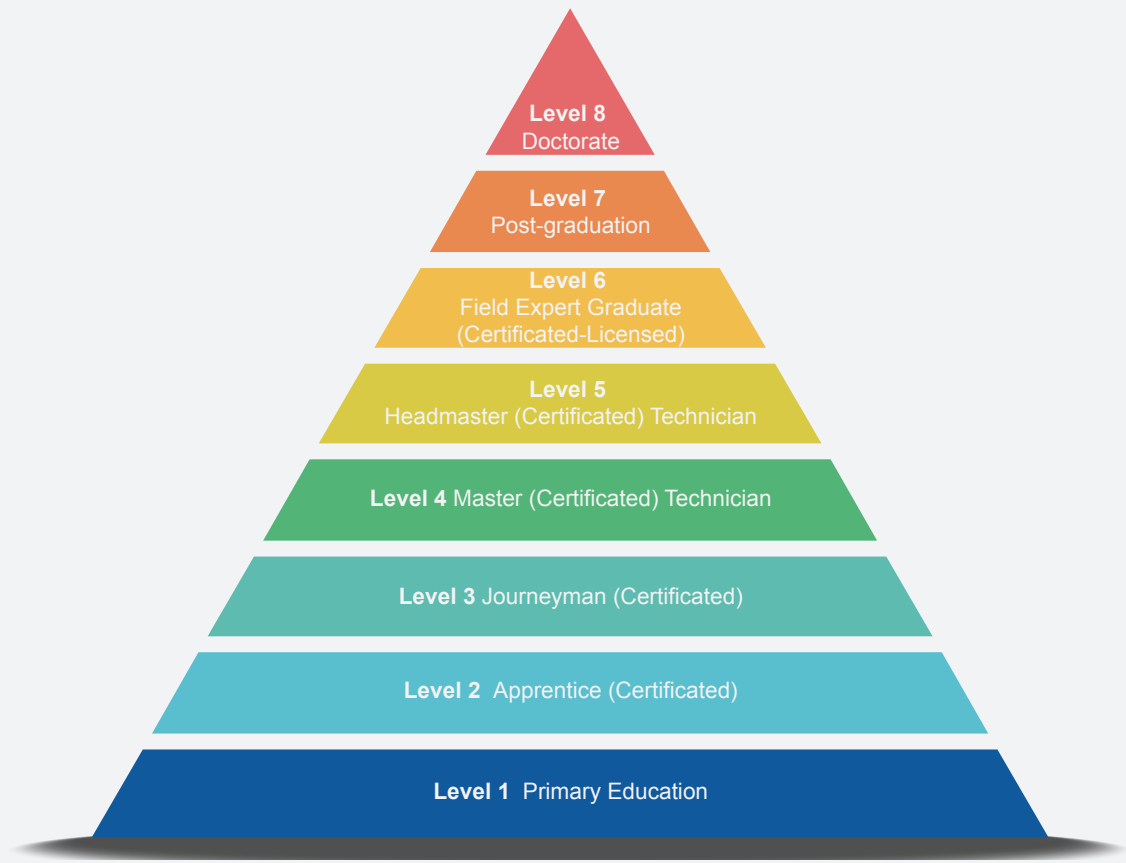 Level 8
Doctorate
Level 7
Post-graduation
Level 6
Field Expert Graduate
(Certificated-Licensed)
Level 5
Headmaster (Certificated) Technician
Level 4 Master (Certificated) Technician
Level 3 Journeyman (Certificated)
Level 2 Apprentice (Certificated)
Level 1 Primary Education